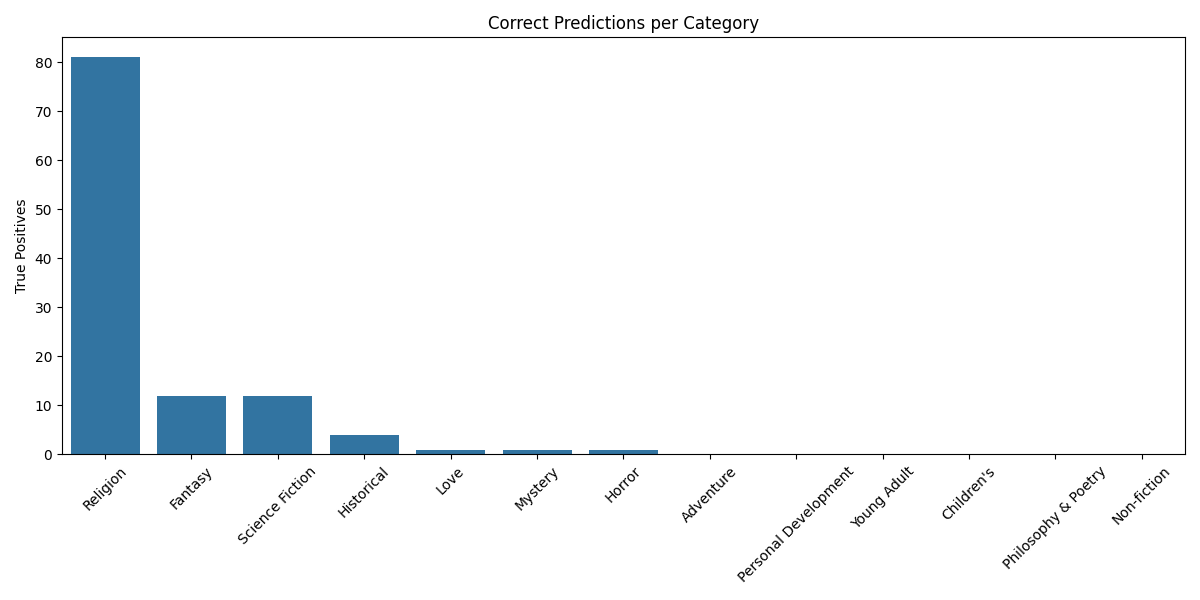 Correct Predictions per Category
True Positives
80
70
60
50
40
30
20
10
0
Religion
Fantasy
Science Fiction
Historical
Love
Mystery
Horror
Adventure
Personal Development
Young Adult
Children's
Philosophy & Poetry
Non-fiction